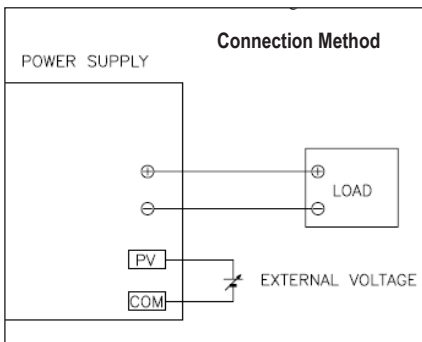 Connection Method
POWER SUPPLY
LOAD
PV
EXTERNAL VOLTAGE
COM